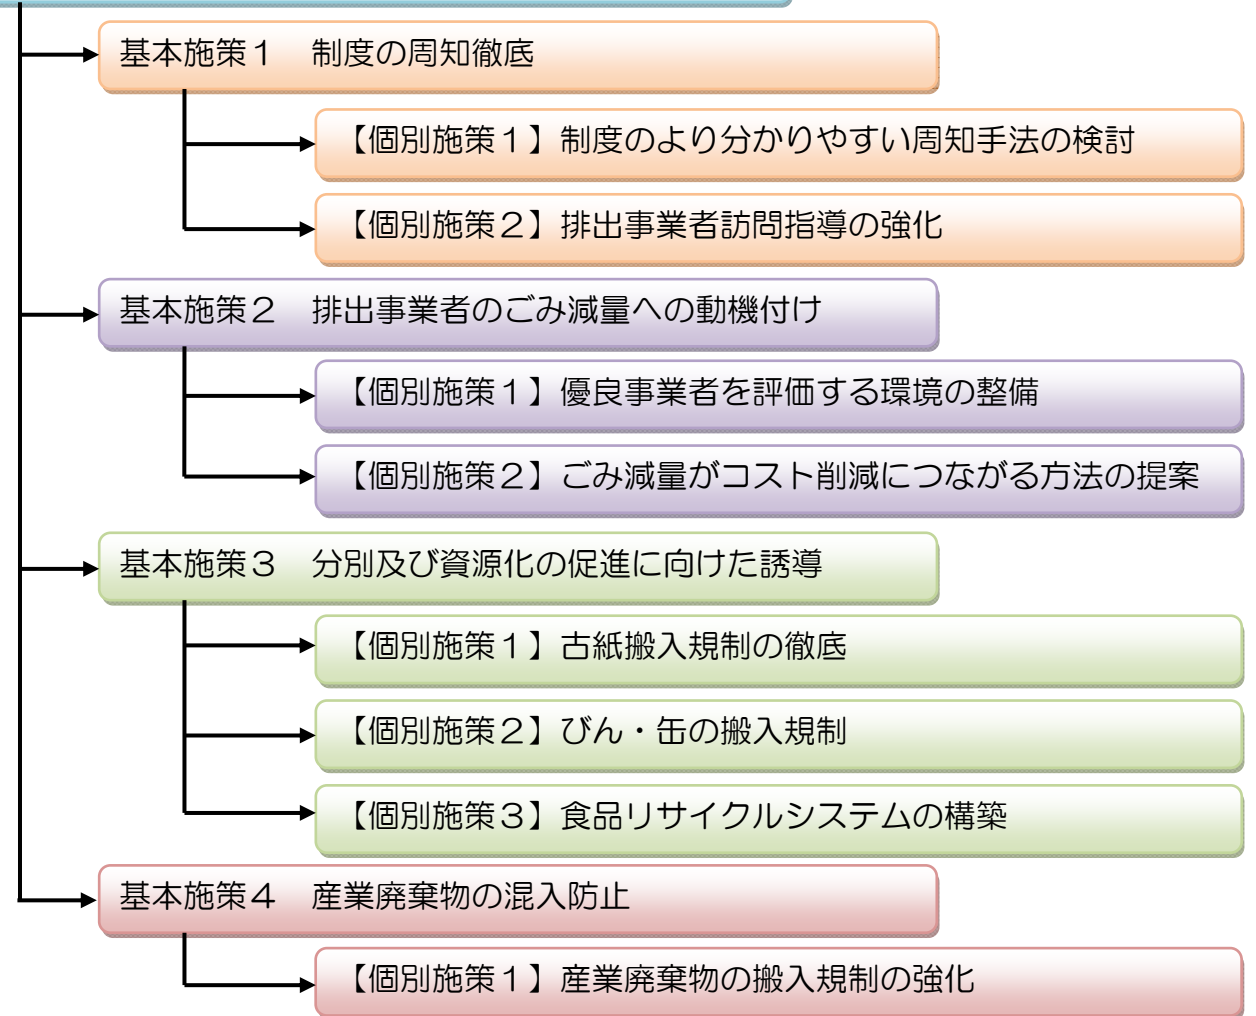 基本施策１　制度の周知徹底
【個別施策１】制度のより分かりやすい周知手法の検討
【個別施策２】排出事業者訪問指導の強化
基本施策２　排出事業者のごみ減量への動機付け
【個別施策１】優良事業者を評価する環境の整備
【個別施策２】ごみ減量がコスト削減につながる方法の提案
基本施策３　分別及び資源化の促進に向けた誘導
【個別施策１】古紙搬入規制の徹底
【個別施策２】びん・缶の搬入規制
【個別施策３】食品リサイクルシステムの構築
基本施策４　産業廃棄物の混入防止
【個別施策１】産業廃棄物の搬入規制の強化